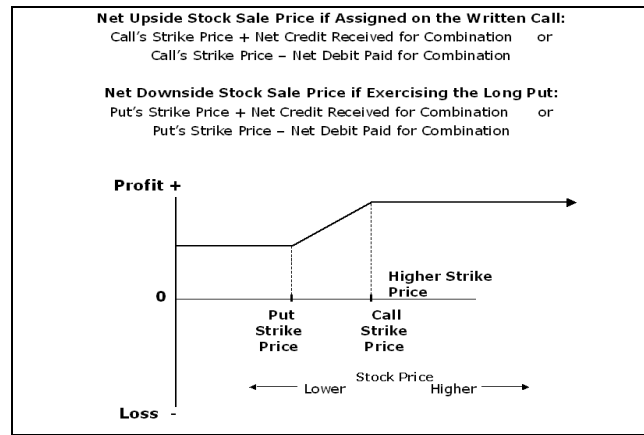 Net Upside Stock Sale Price if Assigned on the Written Call:
Call's Strike Price + Net Credit Received for Combination or
Call's Strike Price – Net Debit Paid for Combination
Net Downside Stock Sale Price if Exercising the Long Put:
Put's Strike Price + Net Credit Received for Combination or
Put's Strike Price – Net Debit Paid for Combination
Profit +
Higher Strike
Price
0
Put
Strike
Price
Call
Strike
Price
Stock Price
Lower Higher
Loss -